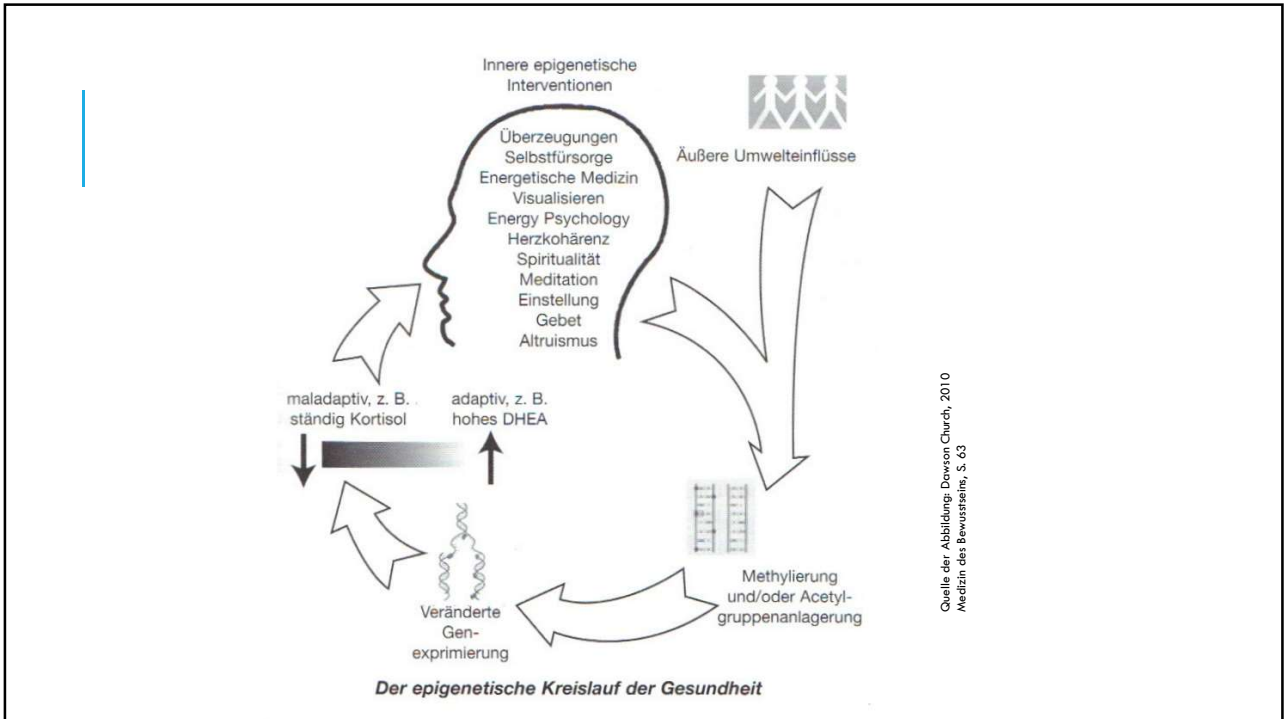 Innere epigenetische
Interventionen
Überzeugungen
Selbstfürsorge
Energetische Medizin
Visualisieren
Energy Psychology
Herzkohärenz
Spiritualität
Meditation
Einstellung
Gebet
Altruismus
Äußere Umwelteinflüsse
maladaptiv, z. B.
ständig Kortisol
adaptiv, z. B.
hohes DHEA
Methylierung
und/oder Acetyl-
gruppenanlagerung
Veränderte
Gen-
exprimierung
Der epigenetische Kreislauf der Gesundheit
Quelle der Abbildung: Dawson Church, 2010
Medizin des Bewusstseins, S. 63